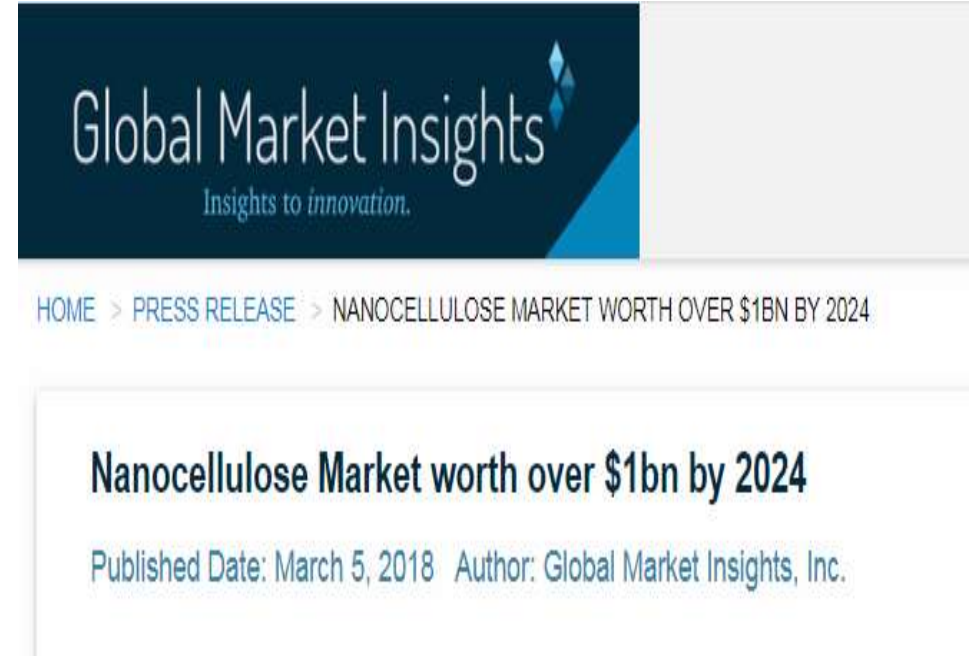 Global Market Insights
Insights to innovation.
HOME > PRESS RELEASE > NANOCELLULOSE MARKET WORTH OVER $1BN BY 2024
Nanocellulose Market worth over $1bn by 2024
Published Date: March 5, 2018 Author: Global Market Insights, Inc.